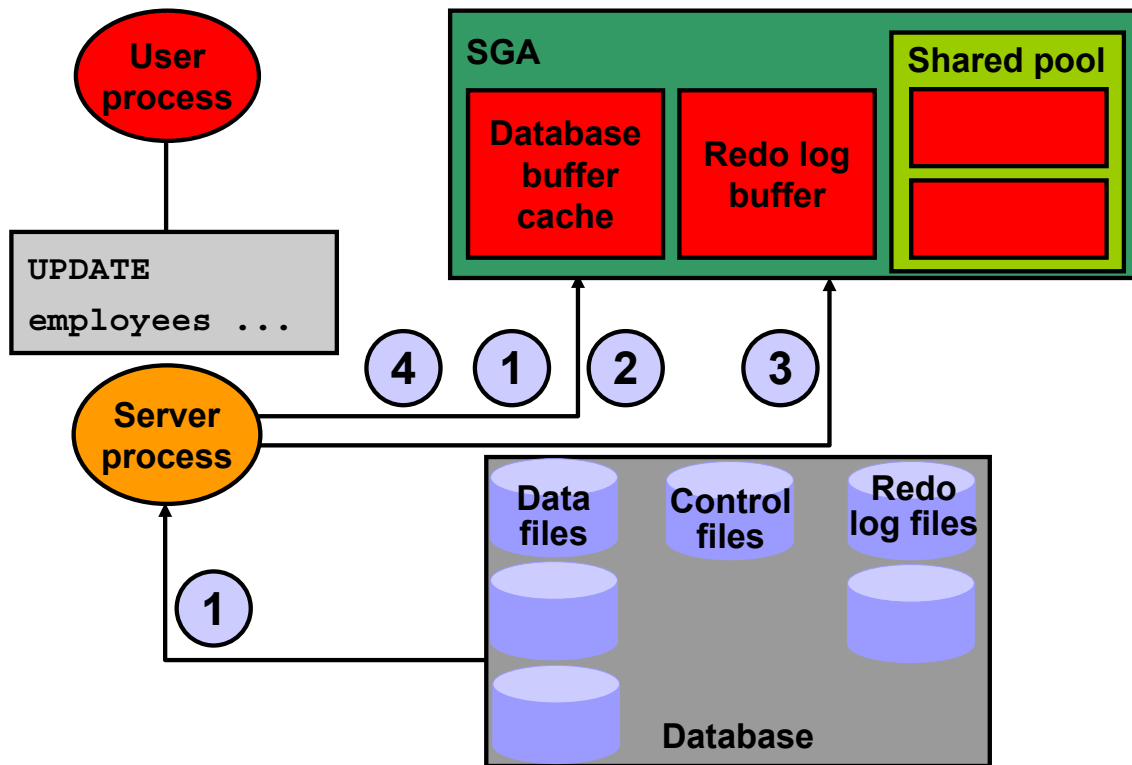 User
process
SGA
Shared pool
Database
buffer
cache
Redo log
buffer
UPDATE
employees ...
4
1
2
3
Server
process
Data
files
Control
files
Redo
log files
1
Database